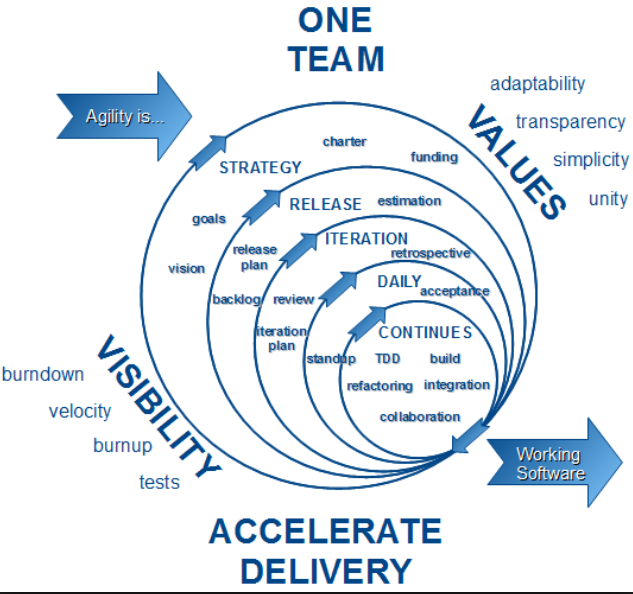 ONE
TEAM
Agility is...
adaptability
transparency
simplicity
unity
VALUES
STRATEGY
charter
funding
RELEASE
estimation
goals
vision
release
plan
ITERATION
retrospective
backlog
review
DAILY
acceptance
iteration
plan
CONTINUES
standup
TDD
build
refactoring
integration
collaboration
VISIBILITY
burndown
velocity
burnup
tests
Working
Software
ACCELERATE
DELIVERY